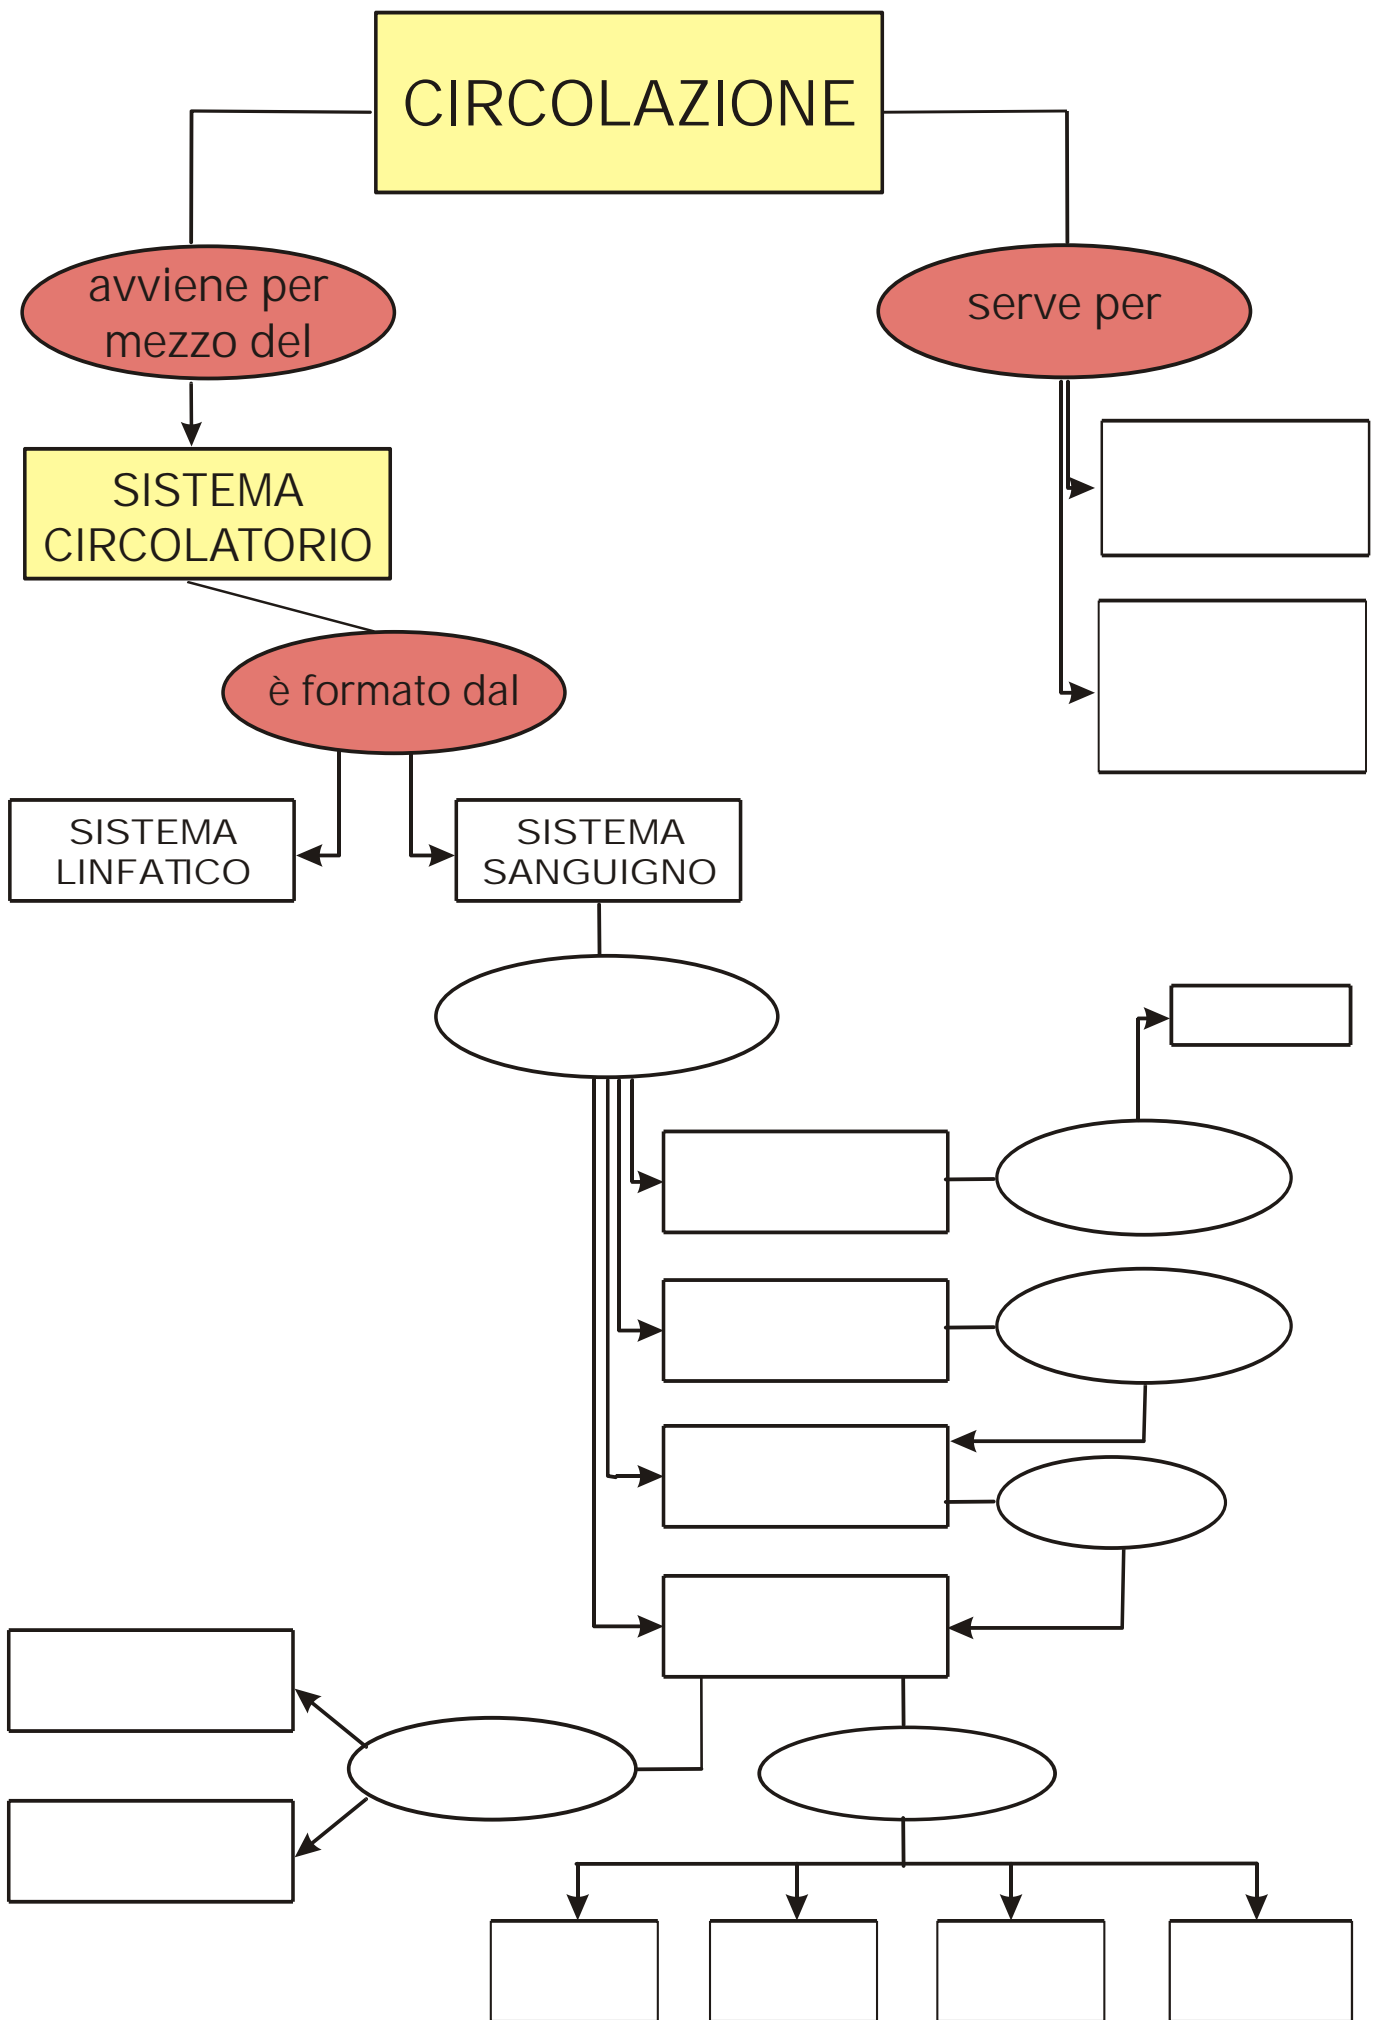 CIRCOLAZIONE
avviene per
mezzo del
serve per
SISTEMA
CIRCOLATORIO
è formato dal
SISTEMA
LINFATICO
SISTEMA
SANGUIGNO